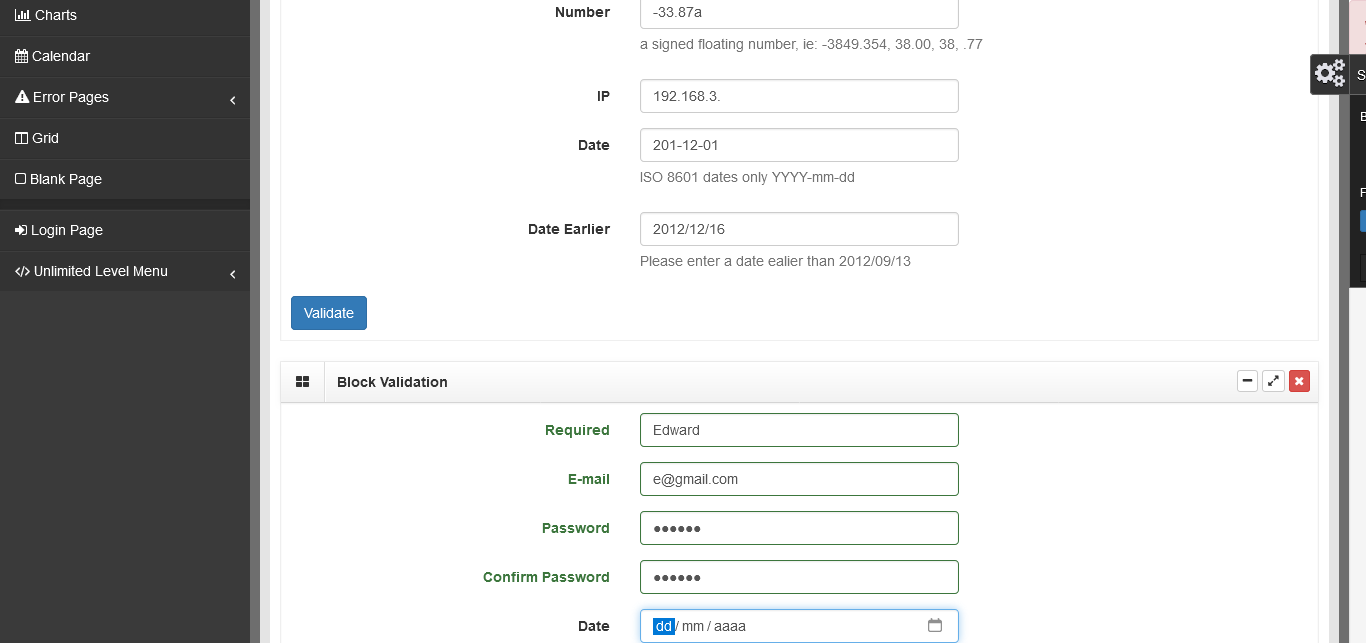 Charts
Calendar
Error Pages
Grid
Blank Page
Login Page
Unlimited Level Menu
Number -33.87a
a signed floating number, ie: -3849.354, 38.00, 38, .77
IP 192.168.3.
Date 201-12-01
ISO 8601 dates only YYYY-mm-dd
Date Earlier 2012/12/16
Please enter a date ealier than 2012/09/13
Validate
Block Validation
Required Edward
E-mail e@gmail.com
Password ●●●●●●
Confirm Password ●●●●●●
Date dd/mm/aaaa